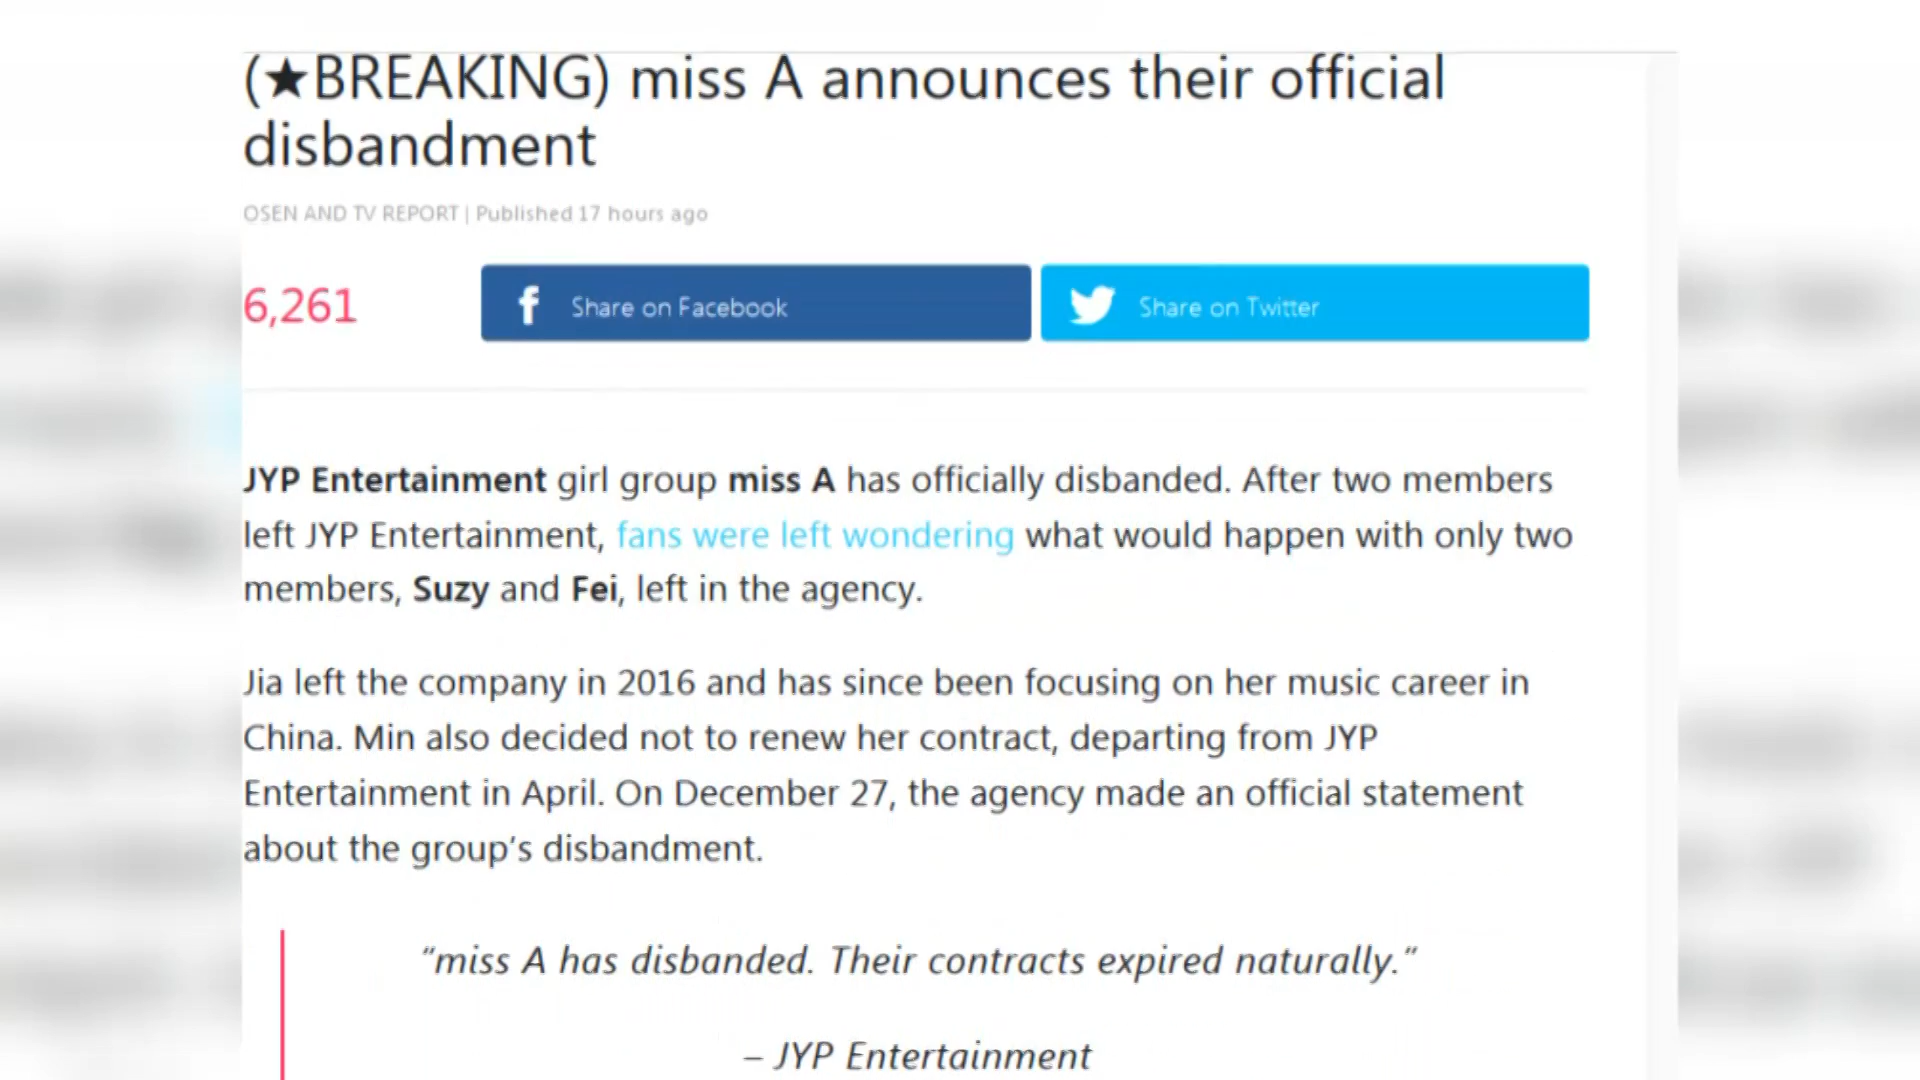 (★BREAKING) miss A announces their official
disbandment
OSEN AND TV REPORT | Published 17 hours ago
6,261
f Share on Facebook
Share on Twitter
JYP Entertainment girl group miss A has officially disbanded. After two members
left JYP Entertainment, fans were left wondering what would happen with only two
members, Suzy and Fei, left in the agency.
Jia left the company in 2016 and has since been focusing on her music career in
China. Min also decided not to renew her contract, departing from JYP
Entertainment in April. On December 27, the agency made an official statement
about the group’s disbandment.
“miss A has disbanded. Their contracts expired naturally.”
– JYP Entertainment